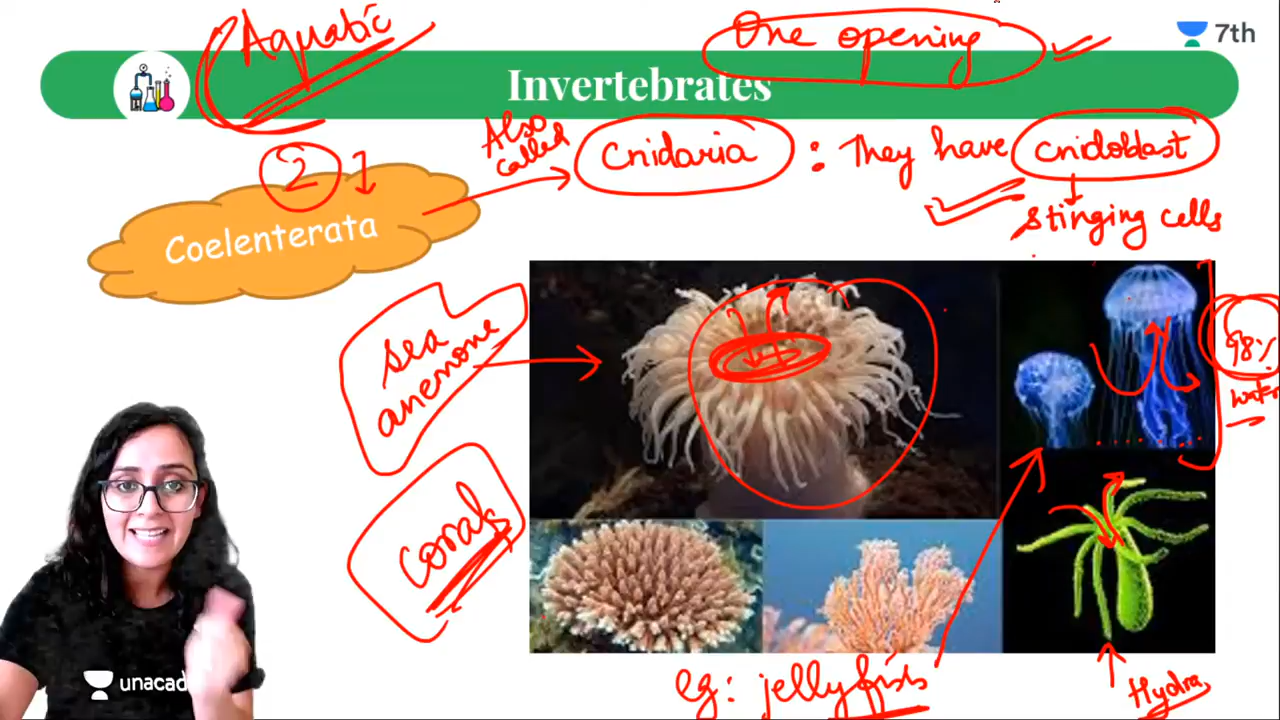 Aquatic
One opening
7th
Invertebrates
2
Also
called
Cnidaria : They have cnidoblast
stinging cells
Coelenterata
sea
anemone
98%
water
corals
eg: jellyfish
Hydra
unacad